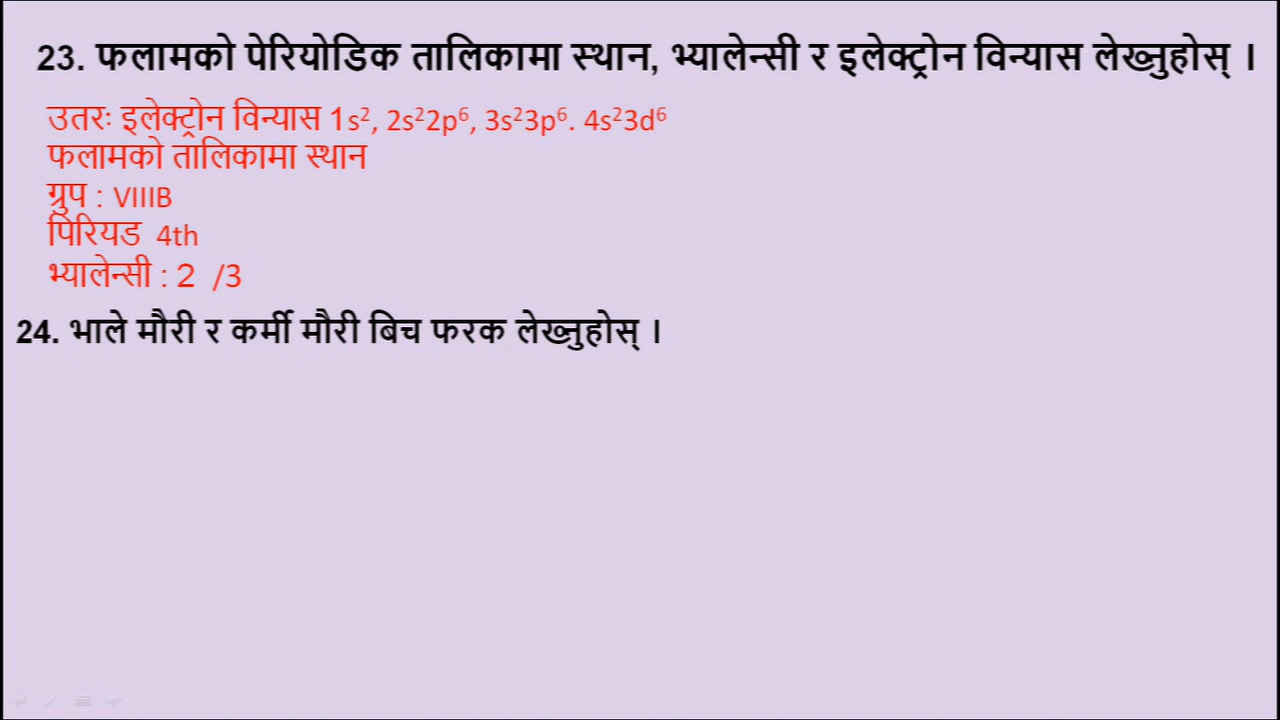 23. फलामको पेरियोडिक तालिकामा स्थान, भ्यालेन्सी र इलेक्ट्रोन विन्यास लेख्नुहोस् ।
उतरः इलेक्ट्रोन विन्यास 1s², 2s²2p⁶, 3s²3p⁶. 4s²3d⁶
फलामको तालिकामा स्थान
ग्रुप : VIIIB
पिरियड 4th
भ्यालेन्सी : 2 /3
24. भाले मौरी र कर्मी मौरी बिच फरक लेख्नुहोस् ।